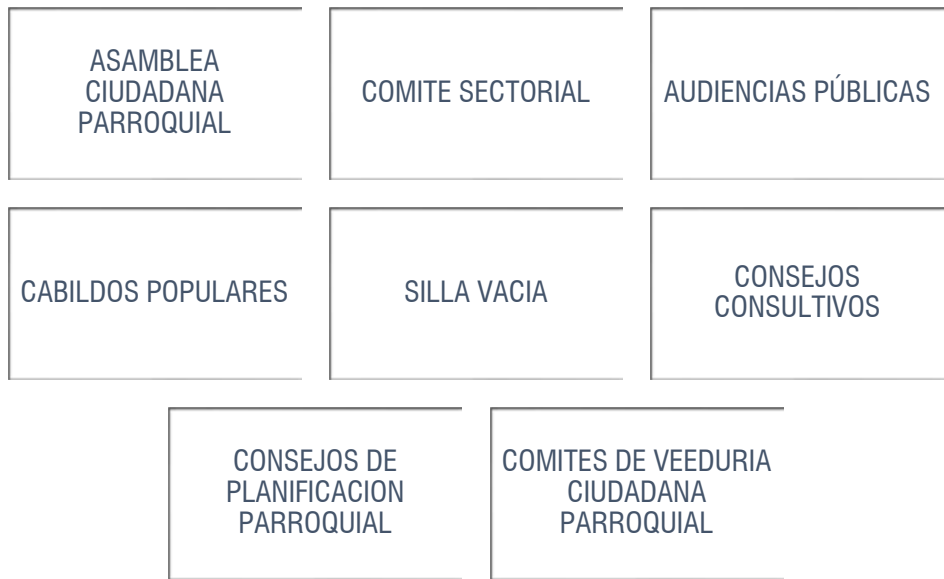 ASAMBLEA
CIUDADANA
PARROQUIAL
COMITE SECTORIAL
AUDIENCIAS PÚBLICAS
CABILDOS POPULARES
SILLA VACIA
CONSEJOS
CONSULTIVOS
CONSEJOS DE
PLANIFICACION
PARROQUIAL
COMITES DE VEEDURIA
CIUDADANA
PARROQUIAL